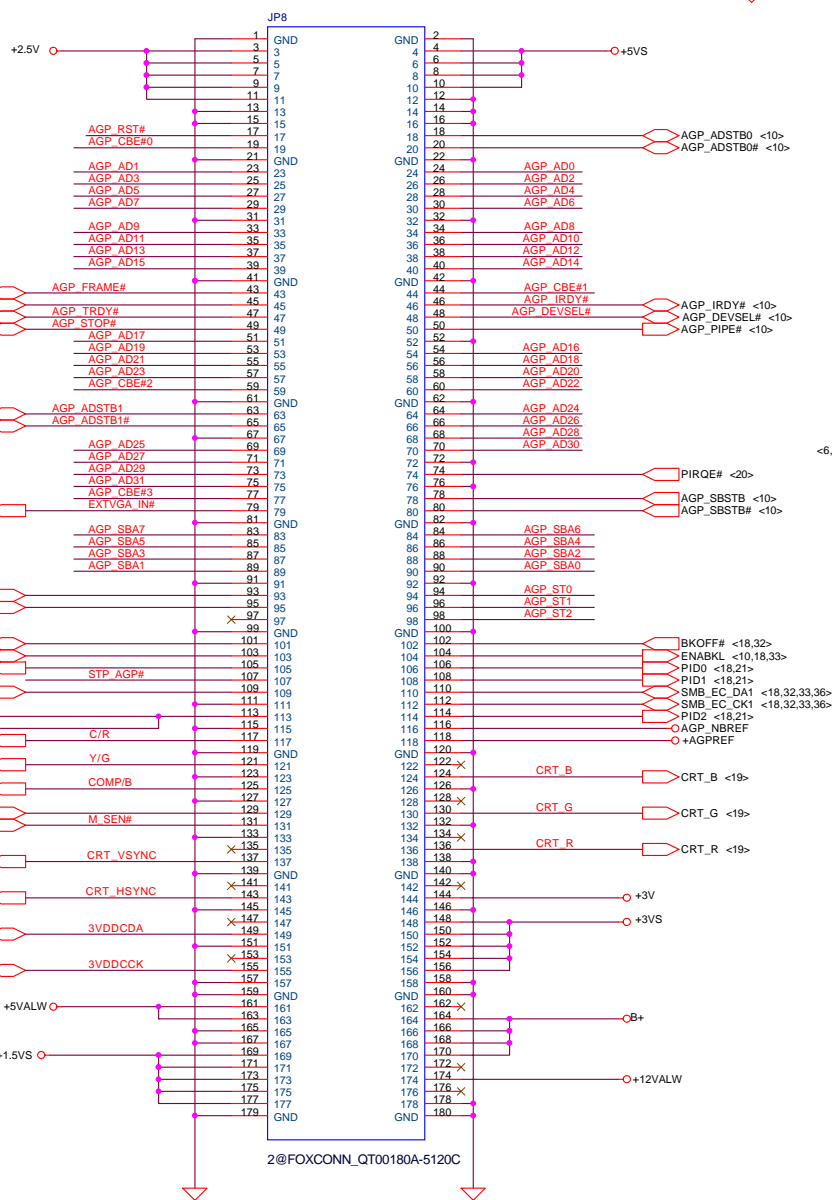 JP8
1 GND GND 2
+2.5V 3 3 4 4 +5VS
5 5 6 6
7 7 8 8
9 9 10 10
11 11 12 12
13 13 14 14
15 15 16 16
AGP_RST# 17 17 18 18 AGP_ADSTB0 <10>
AGP_CBE#0 19 19 20 20 AGP_ADSTB0# <10>
21 GND GND 22
AGP_AD1 23 23 24 24 AGP_AD0
AGP_AD3 25 25 26 26 AGP_AD2
AGP_AD5 27 27 28 28 AGP_AD4
AGP_AD7 29 29 30 30 AGP_AD6
31 31 32 32
AGP_AD9 33 33 34 34 AGP_AD8
AGP_AD11 35 35 36 36 AGP_AD10
AGP_AD13 37 37 38 38 AGP_AD12
AGP_AD15 39 39 40 40 AGP_AD14
41 GND GND 42
AGP_FRAME# 43 43 44 44 AGP_CBE#1
45 45 46 46 AGP_IRDY# AGP_IRDY# <10>
AGP_TRDY# 47 47 48 48 AGP_DEVSEL# AGP_DEVSEL# <10>
AGP_STOP# 49 49 50 50 AGP_PIPE# <10>
AGP_AD17 51 51 52 52
AGP_AD19 53 53 54 54 AGP_AD16
AGP_AD21 55 55 56 56 AGP_AD18
AGP_AD23 57 57 58 58 AGP_AD20
AGP_CBE#2 59 59 60 60 AGP_AD22
61 GND GND 62
AGP_ADSTB1 63 63 64 64 AGP_AD24
AGP_ADSTB1# 65 65 66 66 AGP_AD26
67 67 68 68 AGP_AD28
AGP_AD25 69 69 70 70 AGP_AD30
<6,
AGP_AD27 71 71 72 72
AGP_AD29 73 73 74 74 PIRQE# <20>
AGP_AD31 75 75 76 76
AGP_CBE#3 77 77 78 78 AGP_SBSTB <10>
EXTVGA_IN# 79 79 80 80 AGP_SBSTB# <10>
81 GND GND 82
AGP_SBA7 83 83 84 84 AGP_SBA6
AGP_SBA5 85 85 86 86 AGP_SBA4
AGP_SBA3 87 87 88 88 AGP_SBA2
AGP_SBA1 89 89 90 90 AGP_SBA0
91 91 92 92
93 93 94 94 AGP_ST0
95 95 96 96 AGP_ST1
97 97 98 98 AGP_ST2
99 GND GND 100
101 101 102 102 BKOFF# <18,32>
103 103 104 104 ENABKL <10,18,33>
105 105 106 106 PID0 <18,21>
STP_AGP# 107 107 108 108 PID1 <18,21>
109 109 110 110 SMB_EC_DA1 <18,32,33,36>
111 111 112 112 SMB_EC_CK1 <18,32,33,36>
113 113 114 114 PID2 <18,21>
115 115 116 116 AGP_NBREF
C/R 117 117 118 118 +AGPREF
119 GND GND 120
Y/G 121 121 122 122
123 123 124 124 CRT_B CRT_B <19>
COMP/B 125 125 126 126
127 127 128 128
129 129 130 130 CRT_G CRT_G <19>
M_SEN# 131 131 132 132
133 133 134 134
135 135 136 136 CRT_R CRT_R <19>
CRT_VSYNC 137 137 138 138
139 GND GND 140
141 141 142 142
CRT_HSYNC 143 143 144 144 +3V
145 145 146 146
147 147 148 148 +3VS
3VDDCDA 149 149 150 150
151 151 152 152
153 153 154 154
3VDDCCK 155 155 156 156
157 157 158 158
159 GND GND 160
+5VALW 161 161 162 162
163 163 164 164 B+
165 165 166 166
167 167 168 168
+1.5VS 169 169 170 170
171 171 172 172
173 173 174 174 +12VALW
175 175 176 176
177 177 178 178
179 GND GND 180
2@FOXCONN_QT00180A-5120C